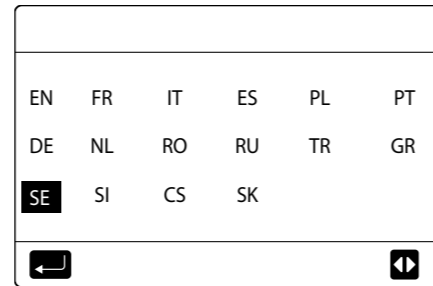 EN FR IT ES PL PT
DE NL RO RU TR GR
SE SI CS SK